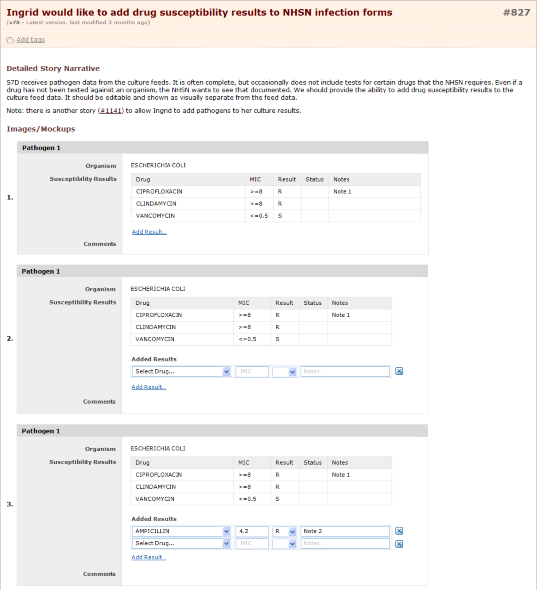 Ingrid would like to add drug susceptibility results to NHSN infection forms #827
(v78 - Latest version, last modified 3 months ago)
Add tags
Detailed Story Narrative
S7D receives pathogen data from the culture feeds. It is often complete, but occasionally does not include tests for certain drugs that the NHSN requires. Even if a
drug has not been tested against an organism, the NHSN wants to see that documented. We should provide the ability to add drug susceptibility results to the
culture feed data. It should be editable and shown as visually separate from the feed data.
Note: there is another story (#1141) to allow Ingrid to add pathogens to her culture results.
Images/Mockups
1.
Pathogen 1
Organism ESCHERICHIA COLI
Susceptibility Results Drug MIC Result Status Notes
CIPROFLOXACIN >=8 R Note 1
CLINDAMYCIN >=8 R
VANCOMYCIN <=0.5 S
Add Result...
Comments
2.
Pathogen 1
Organism ESCHERICHIA COLI
Susceptibility Results Drug MIC Result Status Notes
CIPROFLOXACIN >=8 R Note 1
CLINDAMYCIN >=8 R
VANCOMYCIN <=0.5 S
Added Results
Select Drug... MIC Notes...
Add Result...
Comments
3.
Pathogen 1
Organism ESCHERICHIA COLI
Susceptibility Results Drug MIC Result Status Notes
CIPROFLOXACIN >=8 R Note 1
CLINDAMYCIN >=8 R
VANCOMYCIN <=0.5 S
Added Results
AMPICILLIN 4.2 R Note 2
Select Drug... MIC Notes...
Add Result...
Comments